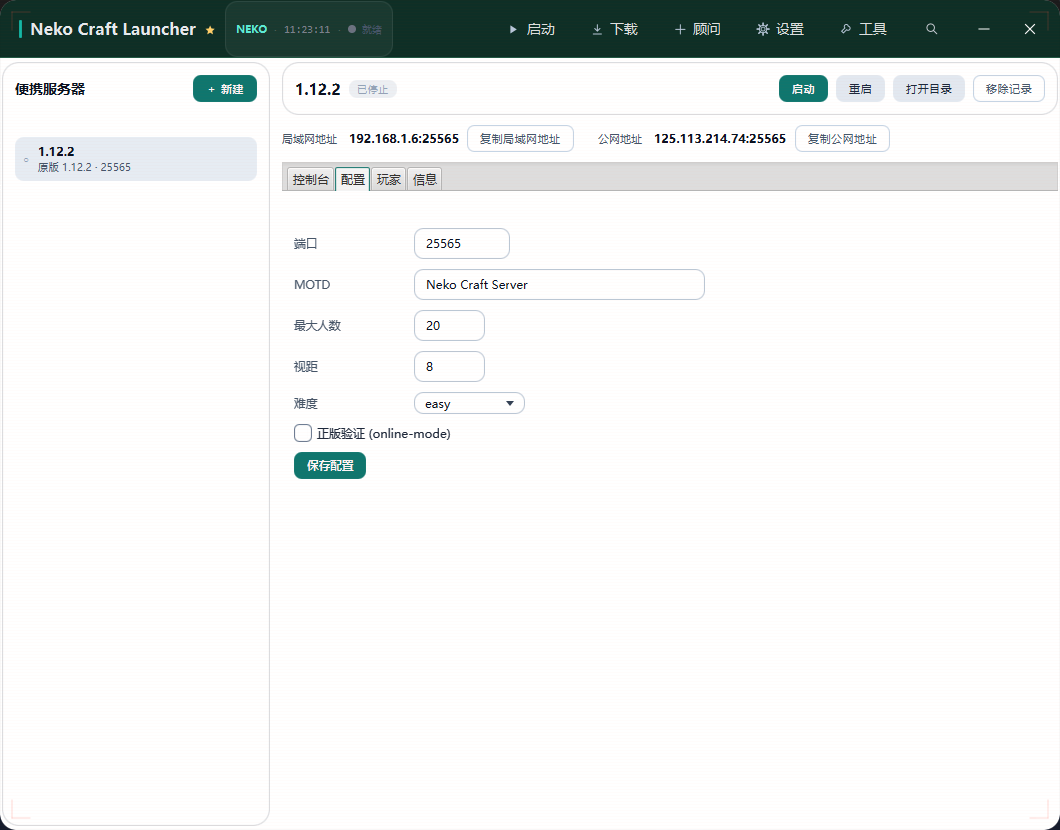 Neko Craft Launcher ★ NEKO · 11:23:11 · 就绪 启动 下载 顾问 设置 工具
便携服务器 + 新建
1.12.2
原版 1.12.2 · 25565
1.12.2 已停止 启动 重启 打开目录 移除记录
局域网地址 192.168.1.6:25565 复制局域网地址 公网地址 125.113.214.74:25565 复制公网地址
控制台 配置 玩家 信息
端口 25565
MOTD Neko Craft Server
最大人数 20
视距 8
难度 easy
正版验证 (online-mode)
保存配置